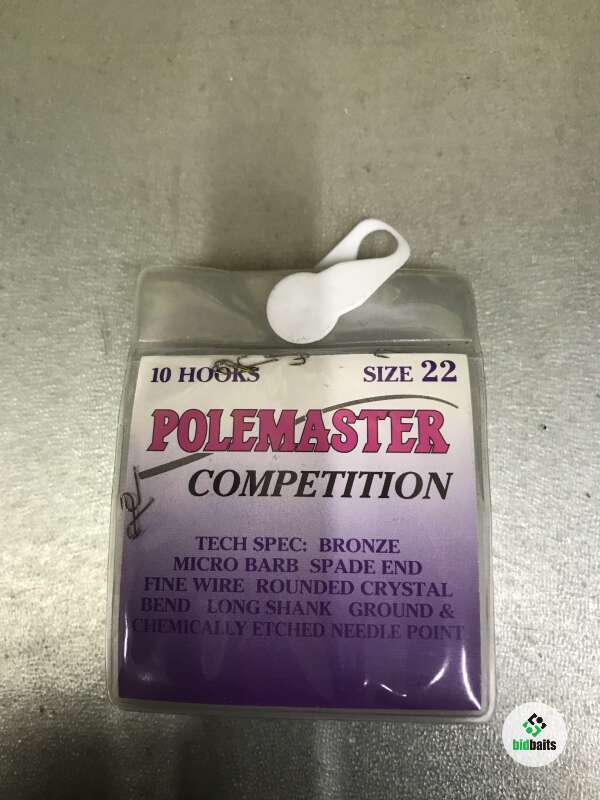 10 HOOKS SIZE 22
POLEMASTER
COMPETITION
TECH SPEC: BRONZE
MICRO BARB SPADE END
FINE WIRE ROUNDED CRYSTAL
BEND LONG SHANK GROUND &
CHEMICALLY ETCHED NEEDLE POINT
bidbaits